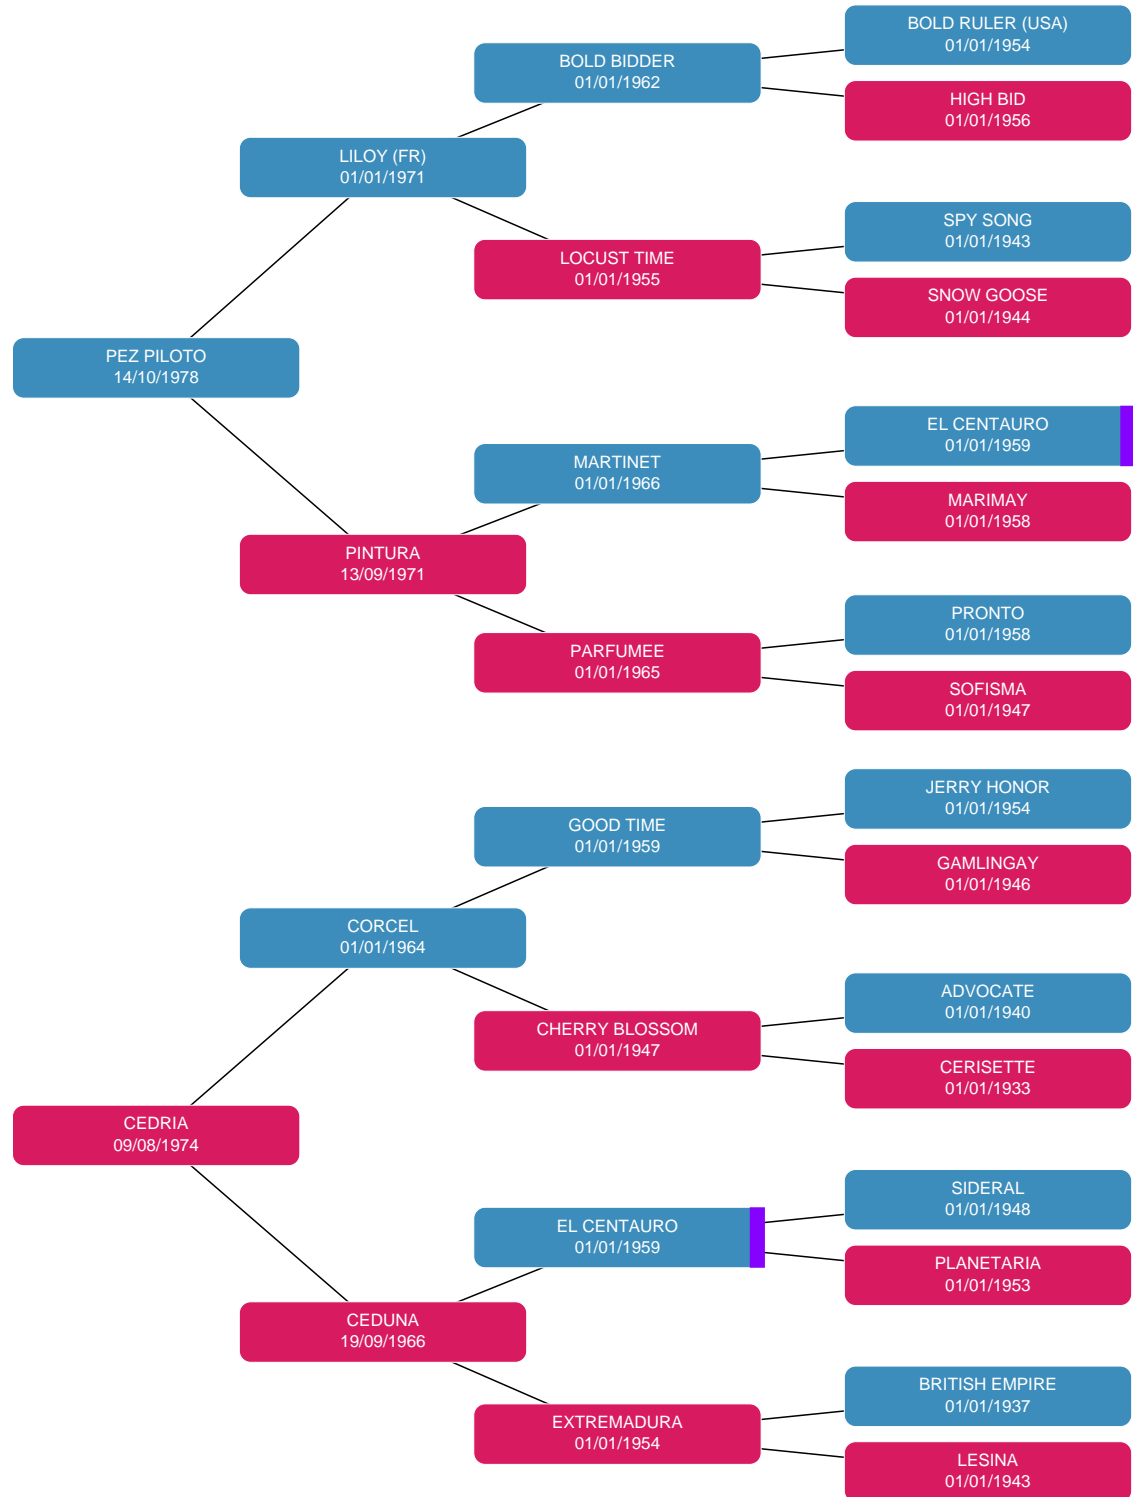 BOLD RULER (USA)
01/01/1954
BOLD BIDDER
01/01/1962
HIGH BID
01/01/1956
LILOY (FR)
01/01/1971
SPY SONG
01/01/1943
LOCUST TIME
01/01/1955
SNOW GOOSE
01/01/1944
PEZ PILOTO
14/10/1978
EL CENTAURO
01/01/1959
MARTINET
01/01/1966
MARIMAY
01/01/1958
PINTURA
13/09/1971
PRONTO
01/01/1958
PARFUMEE
01/01/1965
SOFISMA
01/01/1947
JERRY HONOR
01/01/1954
GOOD TIME
01/01/1959
GAMLINGAY
01/01/1946
CORCEL
01/01/1964
ADVOCATE
01/01/1940
CHERRY BLOSSOM
01/01/1947
CERISETTE
01/01/1933
CEDRIA
09/08/1974
SIDERAL
01/01/1948
EL CENTAURO
01/01/1959
PLANETARIA
01/01/1953
CEDUNA
19/09/1966
BRITISH EMPIRE
01/01/1937
EXTREMADURA
01/01/1954
LESINA
01/01/1943